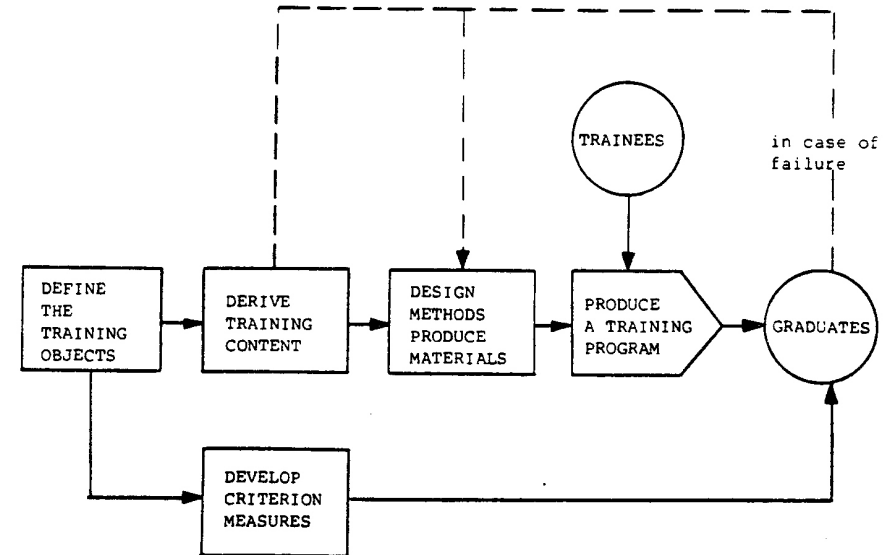 TRAINEES
in case of
failure
DEFINE
THE
TRAINING
OBJECTS
DERIVE
TRAINING
CONTENT
DESIGN
METHODS
PRODUCE
MATERIALS
PRODUCE
A TRAINING
PROGRAM
GRADUATES
DEVELOP
CRITERION
MEASURES